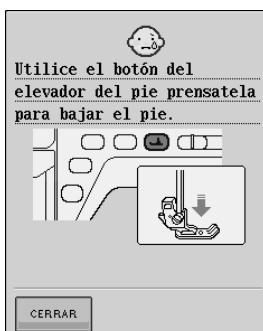 Utilice el botón del
elevador del pie prensatela
para bajar el pie.
CERRAR